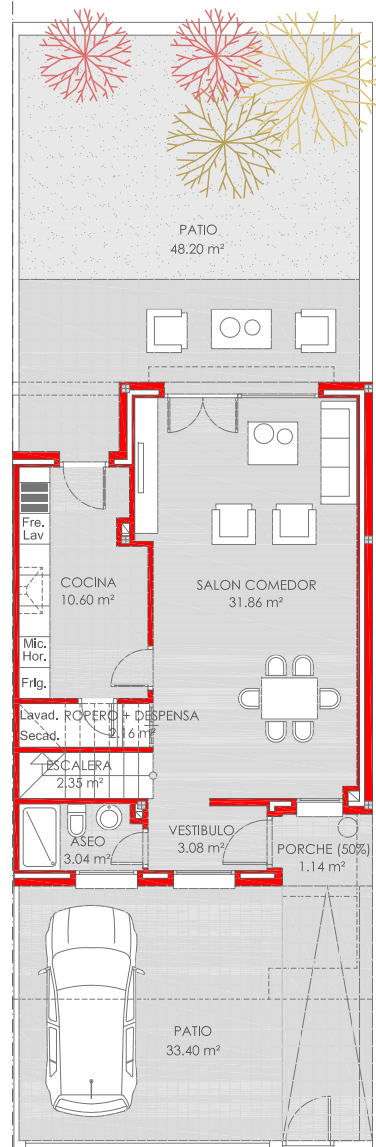 PATIO
48.20 m²
Fre.
Lav
COCINA
10.60 m²
SALON COMEDOR
31.86 m²
Mic.
Hor.
Frig.
Lavad.
ROPERO + DESPENSA
2.16 m²
Secad.
ESCALERA
2.35 m²
ASEO
3.04 m²
VESTIBULO
3.08 m²
PORCHE (50%)
1.14 m²
PATIO
33.40 m²